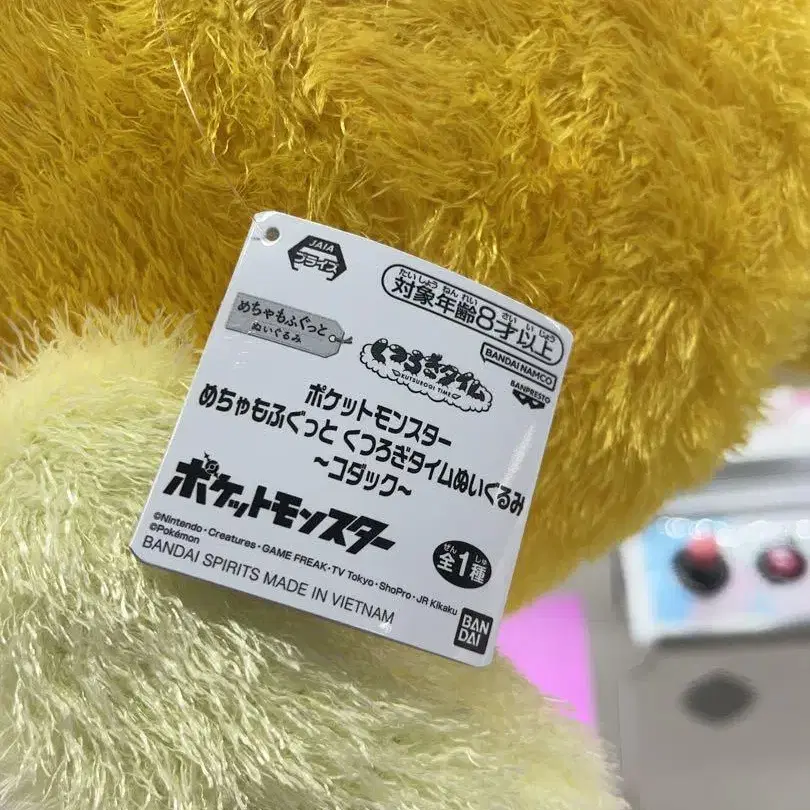 JAIA
プライズ
たいしょうねんれい さいいじょう
対象年齢8才以上
めちゃもふぐっと
ぬいぐるみ
くつろぎタイム
KUTSUROGI TIME
BANDAI NAMCO
BANPRESTO
ポケットモンスター
めちゃもふぐっと くつろぎタイムぬいぐるみ
～コダック～
ポケットモンスター
©Nintendo・Creatures・GAME FREAK・TV Tokyo・ShoPro・JR Kikaku
©Pokémon
BANDAI SPIRITS MADE IN VIETNAM
ぜん しゅ
全1種
BAN
DAI